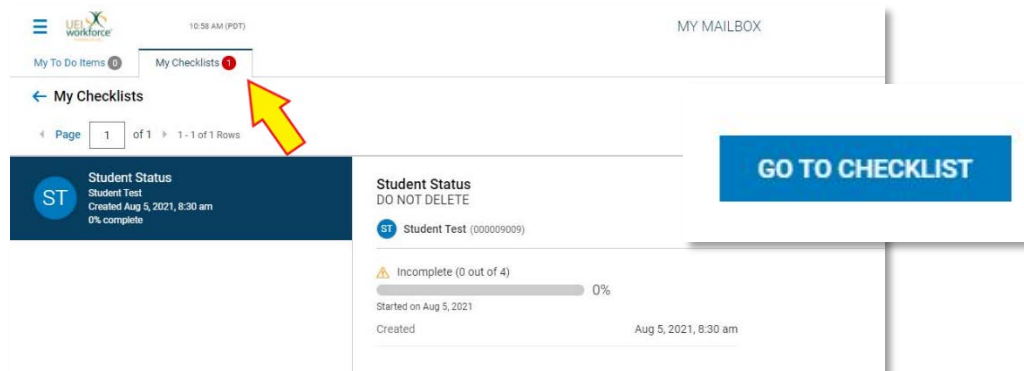 UEI
workforce
10:58 AM (PDT)
MY MAILBOX
My To Do Items 0
My Checklists 1
← My Checklists
Page 1 of 1 1 - 1 of 1 Rows
ST
Student Status
Student Test
Created Aug 5, 2021, 8:30 am
0% complete
Student Status
DO NOT DELETE
ST Student Test (000009009)
GO TO CHECKLIST
Incomplete (0 out of 4)
0%
Started on Aug 5, 2021
Created Aug 5, 2021, 8:30 am